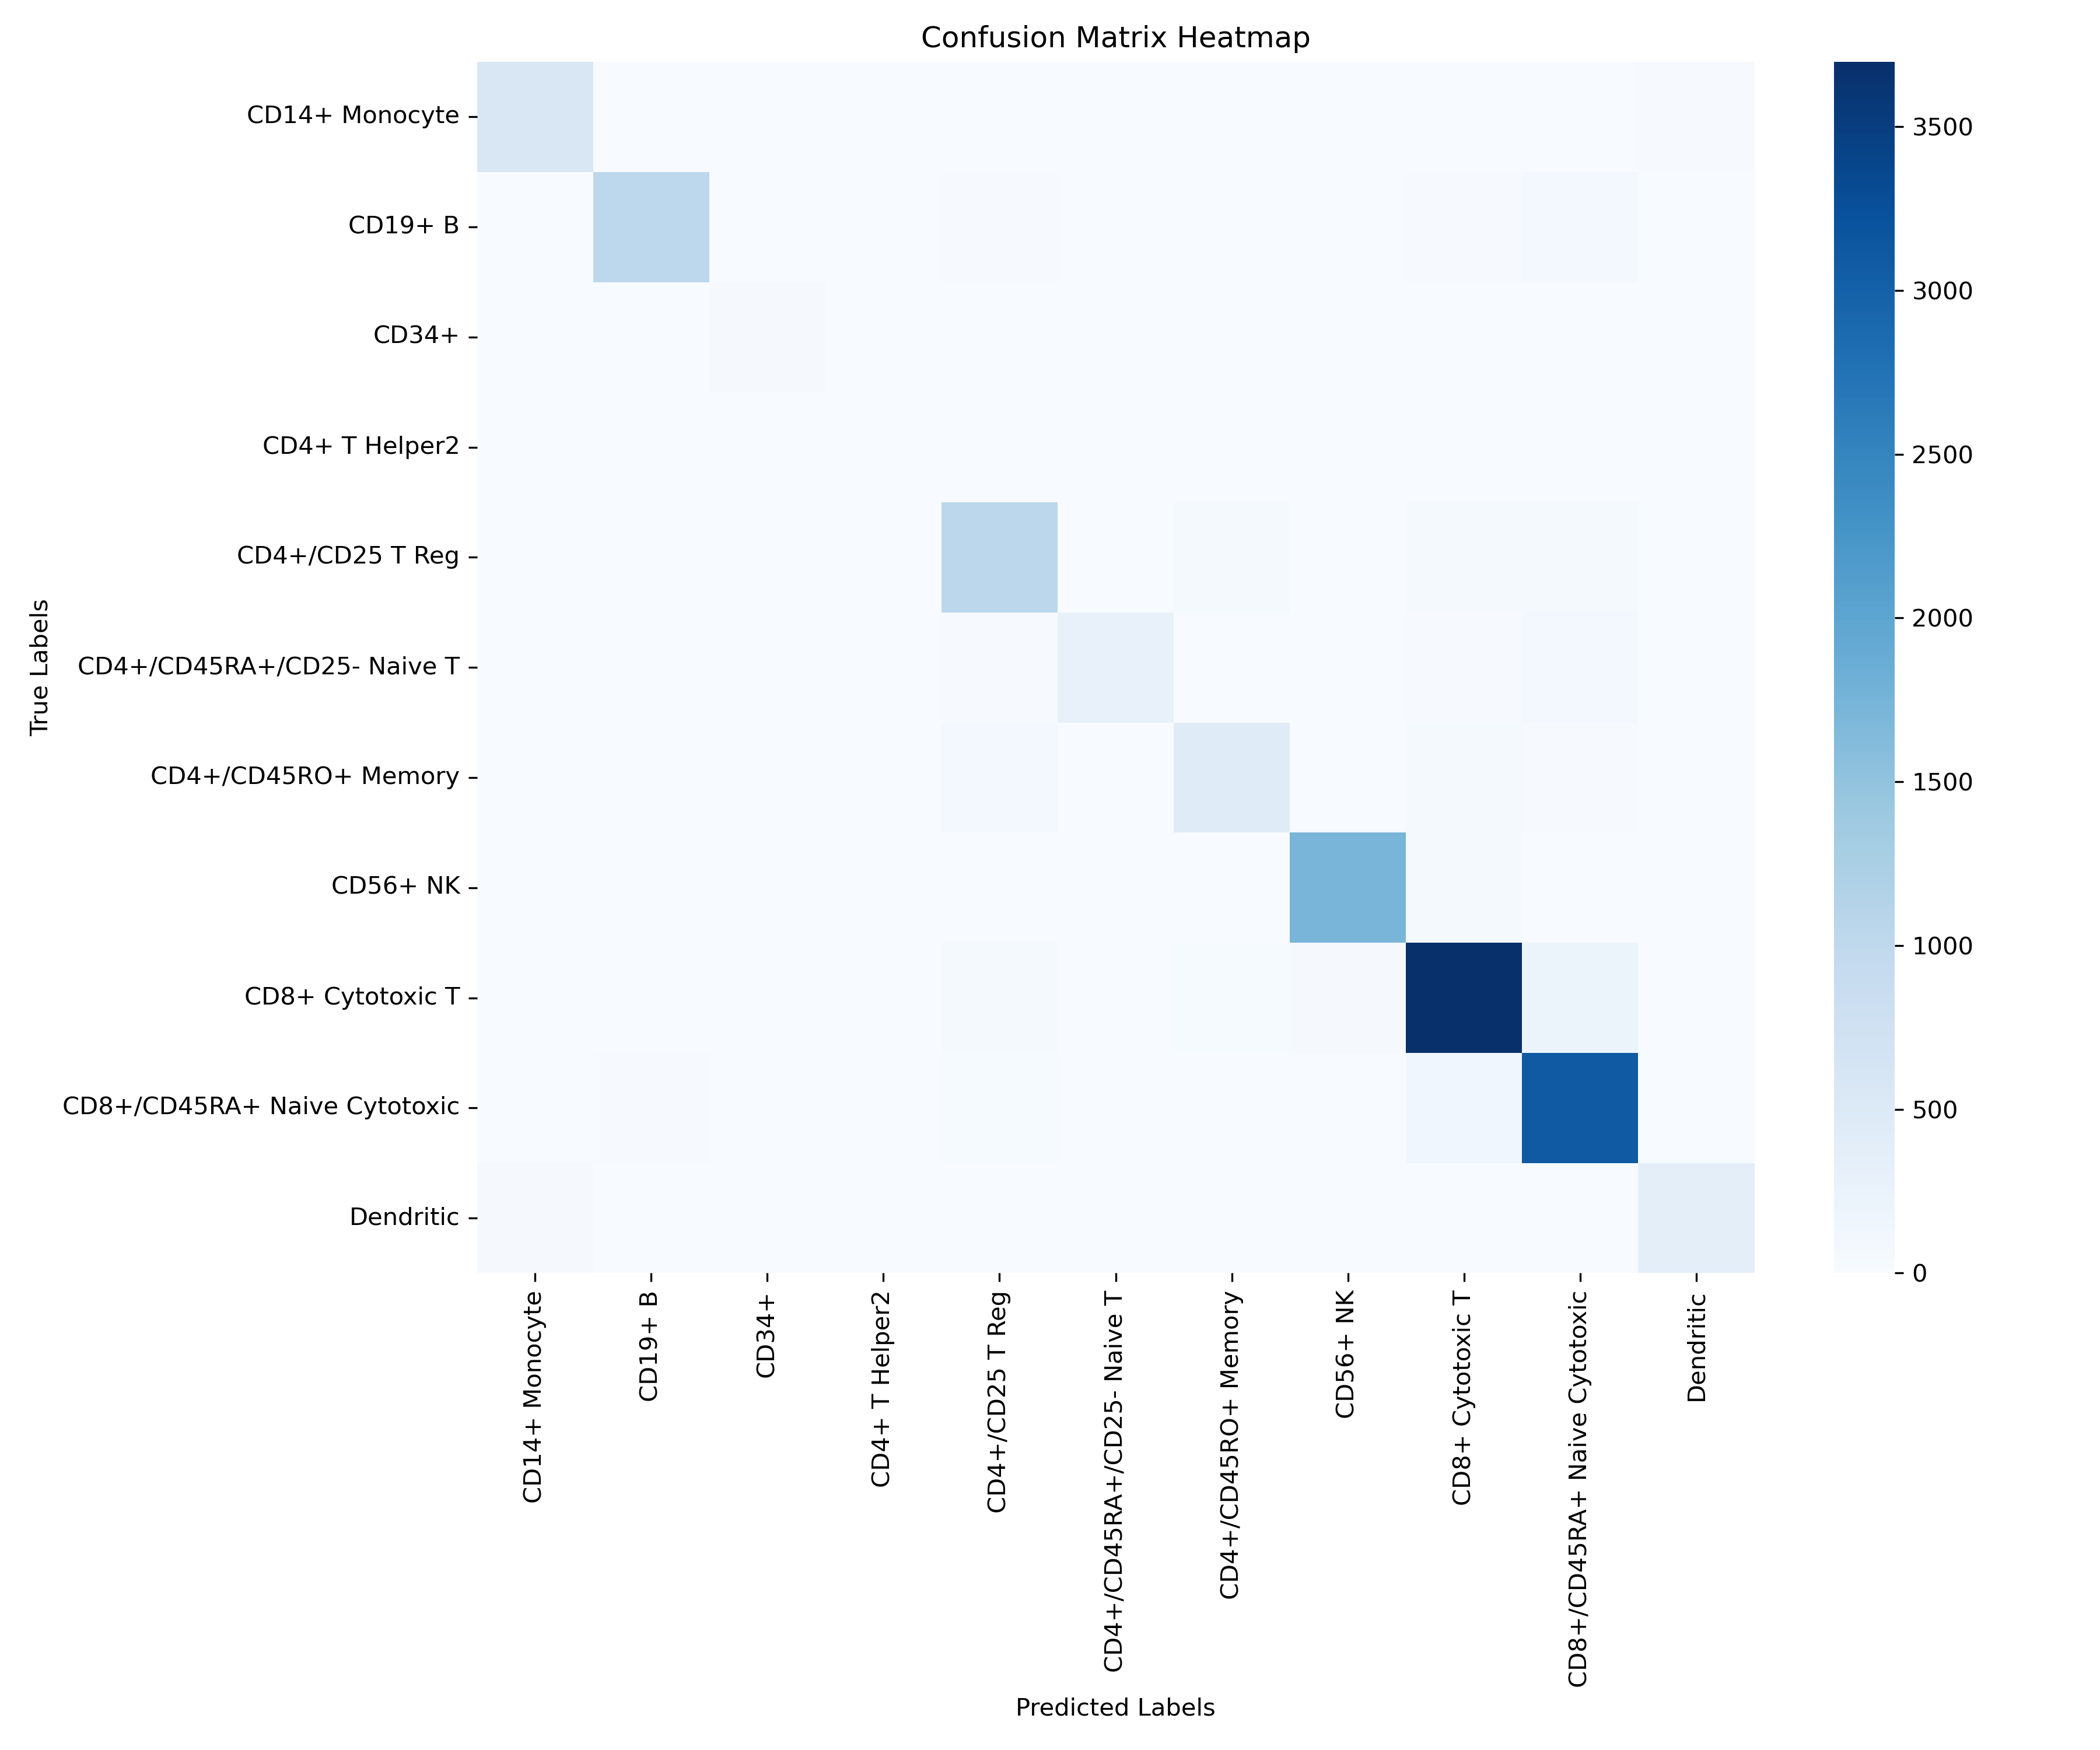 Confusion Matrix Heatmap
True Labels
CD14+ Monocyte
CD19+ B
CD34+
CD4+ T Helper2
CD4+/CD25 T Reg
CD4+/CD45RA+/CD25- Naive T
CD4+/CD45RO+ Memory
CD56+ NK
CD8+ Cytotoxic T
CD8+/CD45RA+ Naive Cytotoxic
Dendritic
CD14+ Monocyte
CD19+ B
CD34+
CD4+ T Helper2
CD4+/CD25 T Reg
CD4+/CD45RA+/CD25- Naive T
CD4+/CD45RO+ Memory
CD56+ NK
CD8+ Cytotoxic T
CD8+/CD45RA+ Naive Cytotoxic
Dendritic
Predicted Labels
3500
3000
2500
2000
1500
1000
500
0